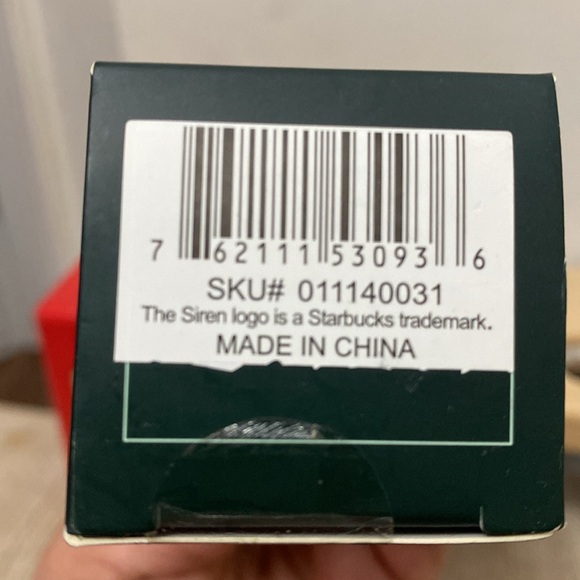 7 62111 53093 6
SKU# 011140031
The Siren logo is a Starbucks trademark.
MADE IN CHINA